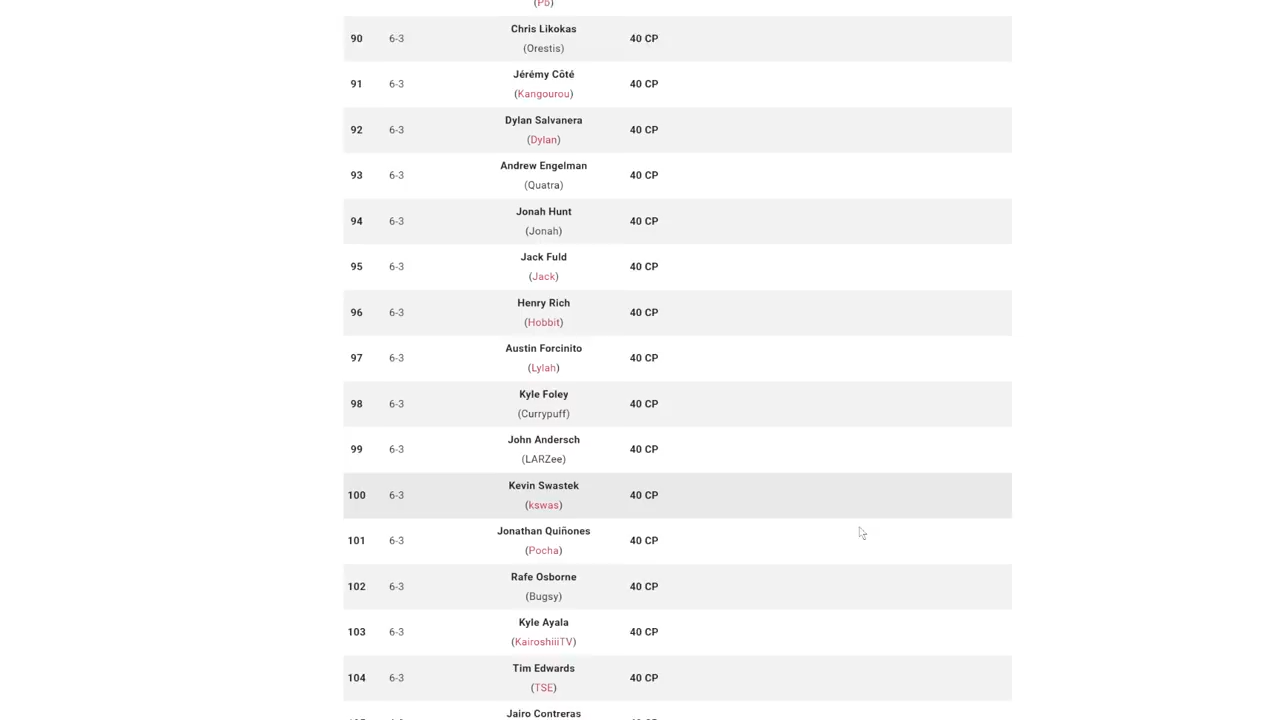 (Pb)
90 6-3 Chris Likokas (Orestis) 40 CP
91 6-3 Jérémy Côté (Kangourou) 40 CP
92 6-3 Dylan Salvanera (Dylan) 40 CP
93 6-3 Andrew Engelman (Quatra) 40 CP
94 6-3 Jonah Hunt (Jonah) 40 CP
95 6-3 Jack Fuld (Jack) 40 CP
96 6-3 Henry Rich (Hobbit) 40 CP
97 6-3 Austin Forcinito (Lylah) 40 CP
98 6-3 Kyle Foley (Currypuff) 40 CP
99 6-3 John Andersch (LARZee) 40 CP
100 6-3 Kevin Swastek (kswas) 40 CP
101 6-3 Jonathan Quiñones (Pocha) 40 CP
102 6-3 Rafe Osborne (Bugsy) 40 CP
103 6-3 Kyle Ayala (KairoshiiiTV) 40 CP
104 6-3 Tim Edwards (TSE) 40 CP
Jairo Contreras